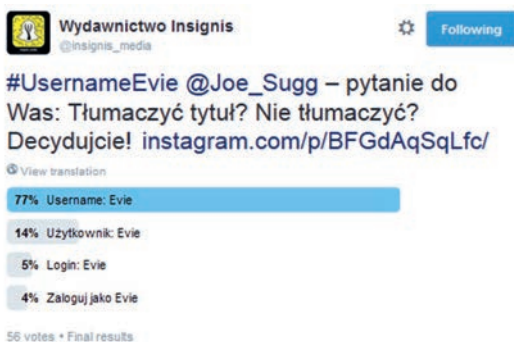 Wydawnictwo Insignis
@insignis_media
Following
#UsernameEvie @Joe_Sugg – pytanie do
Was: Tłumaczyć tytuł? Nie tłumaczyć?
Decydujcie! instagram.com/p/BFGdAqSqLfc/
View translation
77% Username: Evie
14% Użytkownik: Evie
5% Login: Evie
4% Zaloguj jako Evie
56 votes • Final results